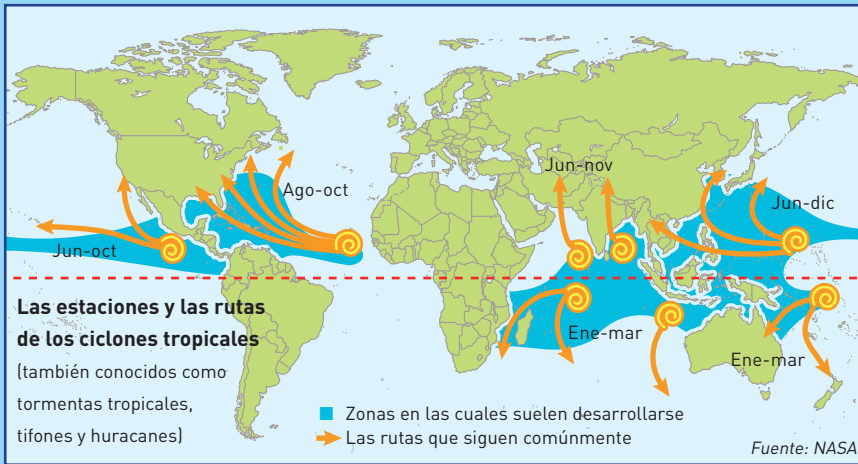 Jun-nov
Ago-oct
Jun-dic
Jun-oct
Las estaciones y las rutas
de los ciclones tropicales
(también conocidos como
tormentas tropicales,
tifones y huracanes)
Ene-mar
Ene-mar
Zonas en las cuales suelen desarrollarse
Las rutas que siguen comúnmente
Fuente: NASA